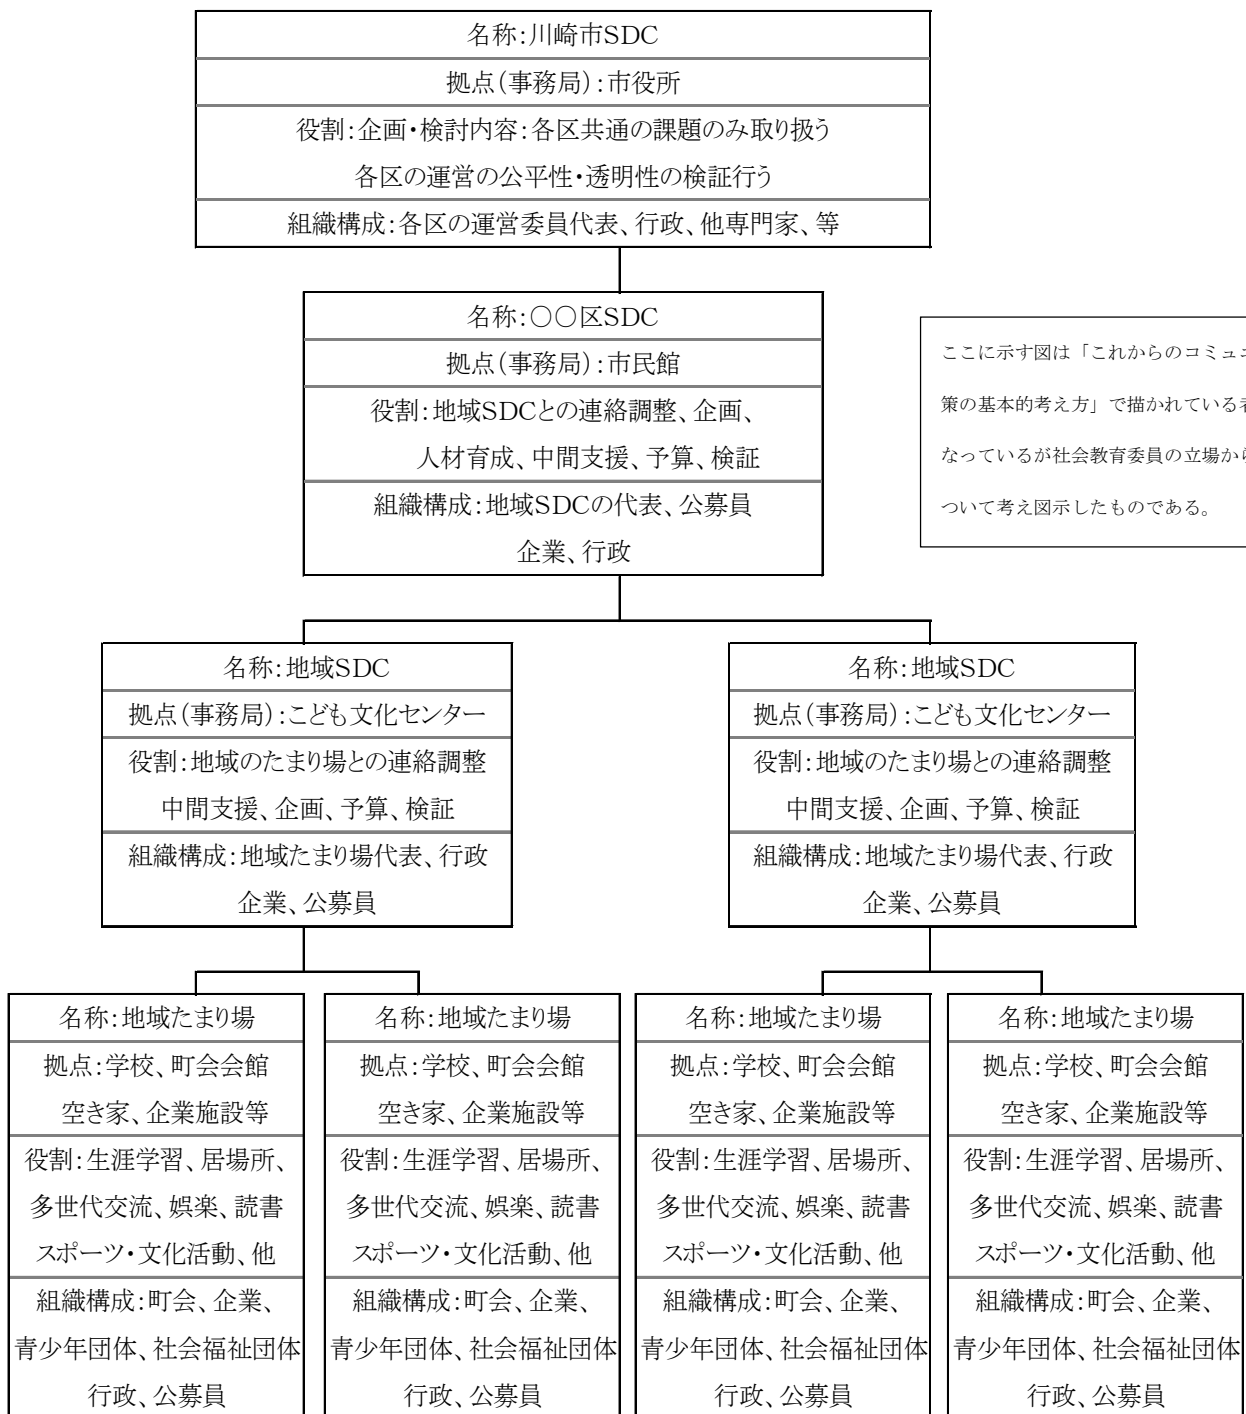 名称:川崎市SDC
拠点(事務局):市役所
役割:企画・検討内容:各区共通の課題のみ取り扱う
各区の運営の公平性・透明性の検証行う
組織構成:各区の運営委員代表、行政、他専門家、等
名称:○○区SDC
拠点(事務局):市民館
役割:地域SDCとの連絡調整、企画、
人材育成、中間支援、予算、検証
組織構成:地域SDCの代表、公募員
企業、行政
ここに示す図は「これからのコミュニ
策の基本的考え方」で描かれている
なっているが社会教育委員の立場から
ついて考え図示したものである。
名称:地域SDC
拠点(事務局):こども文化センター
役割:地域のたまり場との連絡調整
中間支援、企画、予算、検証
組織構成:地域たまり場代表、行政
企業、公募員
名称:地域SDC
拠点(事務局):こども文化センター
役割:地域のたまり場との連絡調整
中間支援、企画、予算、検証
組織構成:地域たまり場代表、行政
企業、公募員
名称:地域たまり場
拠点:学校、町会会館
空き家、企業施設等
役割:生涯学習、居場所、
多世代交流、娯楽、読書
スポーツ・文化活動、他
組織構成:町会、企業、
青少年団体、社会福祉団体
行政、公募員
名称:地域たまり場
拠点:学校、町会会館
空き家、企業施設等
役割:生涯学習、居場所、
多世代交流、娯楽、読書
スポーツ・文化活動、他
組織構成:町会、企業、
青少年団体、社会福祉団体
行政、公募員
名称:地域たまり場
拠点:学校、町会会館
空き家、企業施設等
役割:生涯学習、居場所、
多世代交流、娯楽、読書
スポーツ・文化活動、他
組織構成:町会、企業、
青少年団体、社会福祉団体
行政、公募員
名称:地域たまり場
拠点:学校、町会会館
空き家、企業施設等
役割:生涯学習、居場所、
多世代交流、娯楽、読書
スポーツ・文化活動、他
組織構成:町会、企業、
青少年団体、社会福祉団体
行政、公募員